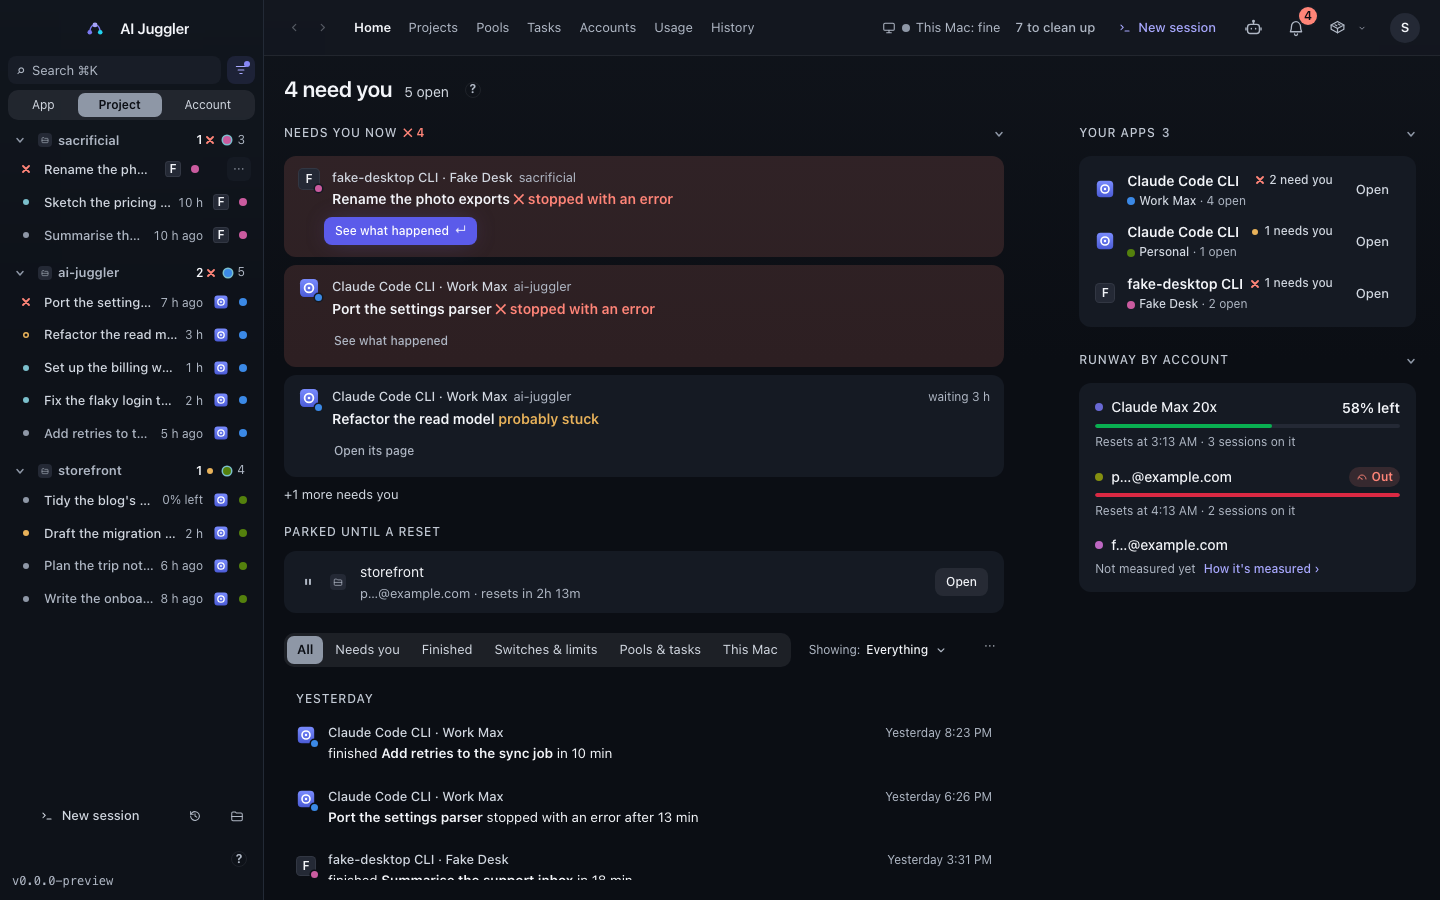 AI Juggler
Search ⌘K
App Project Account
sacrificial 1 3
Rename the ph... F ...
Sketch the pricing ... 10 h F
Summarise th... 10 h ago F
ai-juggler 2 5
Port the setting... 7 h ago
Refactor the read m... 3 h
Set up the billing w... 1 h
Fix the flaky login t... 2 h
Add retries to t... 5 h ago
storefront 1 4
Tidy the blog's ... 0% left
Draft the migration ... 2 h
Plan the trip not... 6 h ago
Write the onboa... 8 h ago
New session
?
v0.0.0-preview
Home Projects Pools Tasks Accounts Usage History
This Mac: fine 7 to clean up New session 4 S
4 need you 5 open ?
NEEDS YOU NOW 4
F fake-desktop CLI · Fake Desk sacrificial
Rename the photo exports stopped with an error
See what happened
Claude Code CLI · Work Max ai-juggler
Port the settings parser stopped with an error
See what happened
Claude Code CLI · Work Max ai-juggler waiting 3 h
Refactor the read model probably stuck
Open its page
+1 more needs you
PARKED UNTIL A RESET
storefront
p...@example.com · resets in 2h 13m
Open
All Needs you Finished Switches & limits Pools & tasks This Mac Showing: Everything ...
YESTERDAY
Claude Code CLI · Work Max Yesterday 8:23 PM
finished Add retries to the sync job in 10 min
Claude Code CLI · Work Max Yesterday 6:26 PM
Port the settings parser stopped with an error after 13 min
F fake-desktop CLI · Fake Desk Yesterday 3:31 PM
finished Summarise the support inbox in 18 min
YOUR APPS 3
Claude Code CLI 2 need you Open
Work Max · 4 open
Claude Code CLI 1 needs you Open
Personal · 1 open
F fake-desktop CLI 1 needs you Open
Fake Desk · 2 open
RUNWAY BY ACCOUNT
Claude Max 20x 58% left
Resets at 3:13 AM · 3 sessions on it
p...@example.com Out
Resets at 4:13 AM · 2 sessions on it
f...@example.com
Not measured yet How it's measured ›